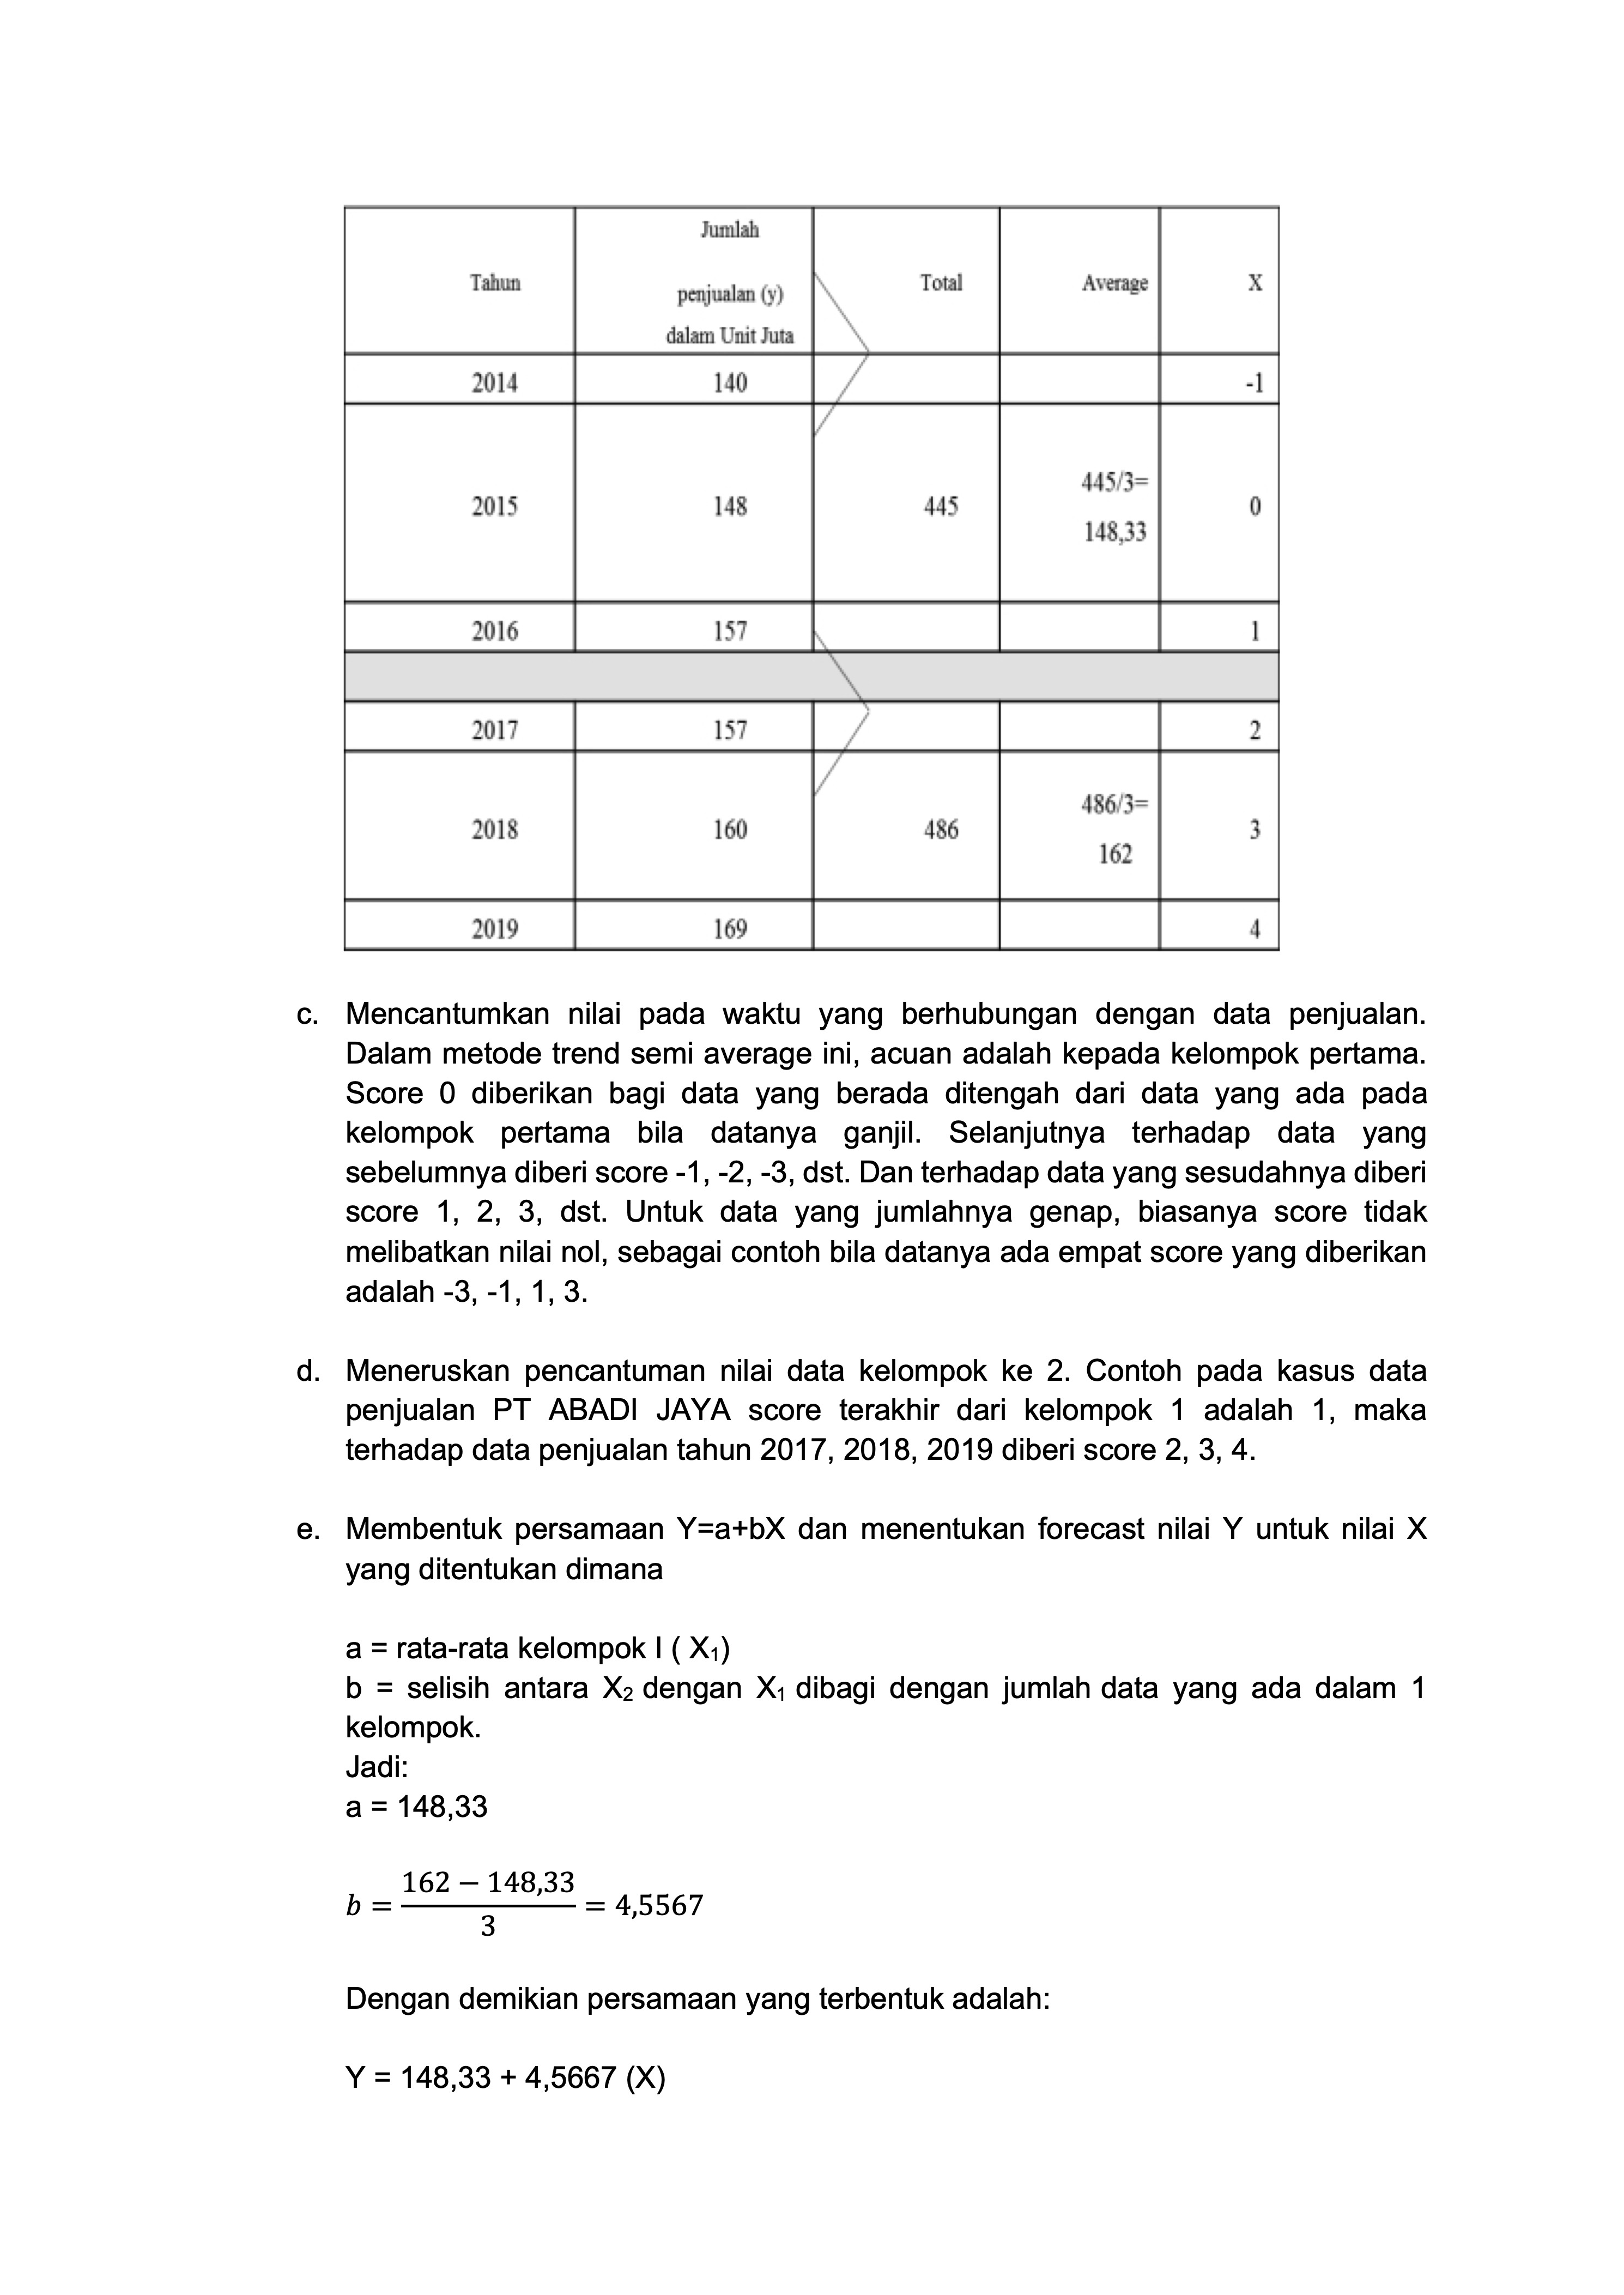 Tahun Jumlah penjualan (y) dalam Unit Juta Total Average X
2014 140 -1
2015 148 445 445/3= 148,33 0
2016 157 1
2017 157 2
2018 160 486 486/3= 162 3
2019 169 4
c. Mencantumkan nilai pada waktu yang berhubungan dengan data penjualan.
Dalam metode trend semi average ini, acuan adalah kepada kelompok pertama.
Score 0 diberikan bagi data yang berada ditengah dari data yang ada pada
kelompok pertama bila datanya ganjil. Selanjutnya terhadap data yang
sebelumnya diberi score -1, -2, -3, dst. Dan terhadap data yang sesudahnya diberi
score 1, 2, 3, dst. Untuk data yang jumlahnya genap, biasanya score tidak
melibatkan nilai nol, sebagai contoh bila datanya ada empat score yang diberikan
adalah -3, -1, 1, 3.
d. Meneruskan pencantuman nilai data kelompok ke 2. Contoh pada kasus data
penjualan PT ABADI JAYA score terakhir dari kelompok 1 adalah 1, maka
terhadap data penjualan tahun 2017, 2018, 2019 diberi score 2, 3, 4.
e. Membentuk persamaan Y=a+bX dan menentukan forecast nilai Y untuk nilai X
yang ditentukan dimana
a = rata-rata kelompok I ( X₁)
b = selisih antara X₂ dengan X₁ dibagi dengan jumlah data yang ada dalam 1
kelompok.
Jadi:
a = 148,33
b = (162 – 148,33)/3 = 4,5567
Dengan demikian persamaan yang terbentuk adalah:
Y = 148,33 + 4,5667 (X)